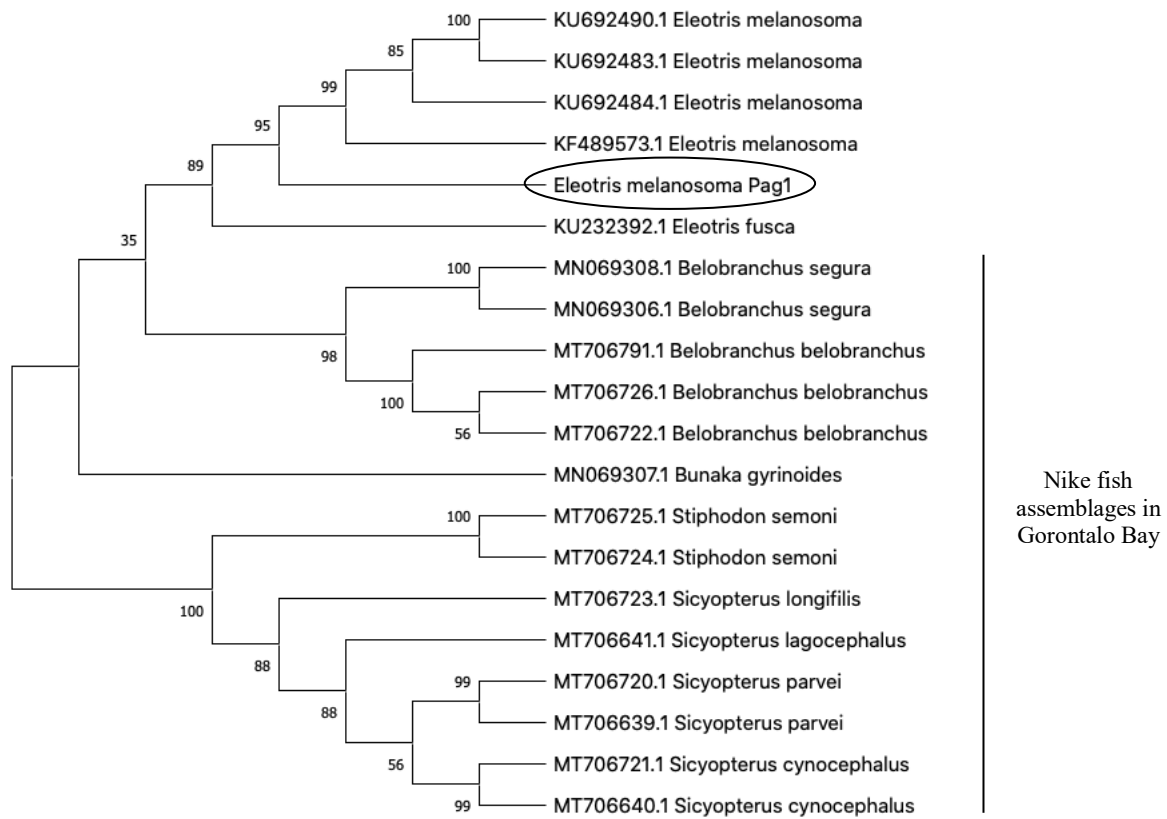 100
KU692490.1 Eleotris melanosoma
85
KU692483.1 Eleotris melanosoma
99
KU692484.1 Eleotris melanosoma
95
KF489573.1 Eleotris melanosoma
89
Eleotris melanosoma Pag1
KU232392.1 Eleotris fusca
35
100
MN069308.1 Belobranchus segura
MN069306.1 Belobranchus segura
98
MT706791.1 Belobranchus belobranchus
100
MT706726.1 Belobranchus belobranchus
56
MT706722.1 Belobranchus belobranchus
MN069307.1 Bunaka gyrinoides
100
MT706725.1 Stiphodon semoni
MT706724.1 Stiphodon semoni
100
MT706723.1 Sicyopterus longifilis
88
MT706641.1 Sicyopterus lagocephalus
88
99
MT706720.1 Sicyopterus parvei
MT706639.1 Sicyopterus parvei
56
MT706721.1 Sicyopterus cynocephalus
99
MT706640.1 Sicyopterus cynocephalus
Nike fish
assemblages in
Gorontalo Bay